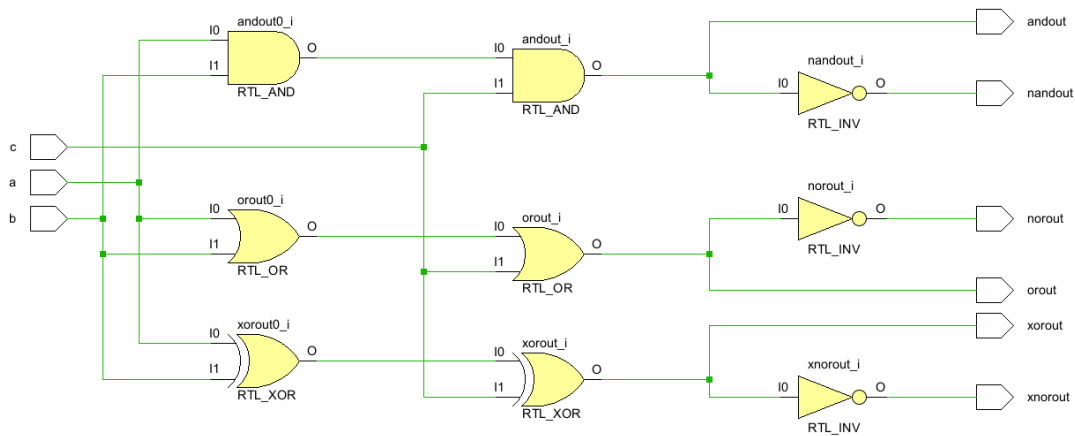 andout0_i
I0
I1
O
RTL_AND
andout_i
I0
I1
O
RTL_AND
andout
nandout_i
I0
O
RTL_INV
nandout
c
a
b
orout0_i
I0
I1
O
RTL_OR
orout_i
I0
I1
O
RTL_OR
norout_i
I0
O
RTL_INV
norout
orout
xorout0_i
I0
I1
O
RTL_XOR
xorout_i
I0
I1
O
RTL_XOR
xorout
xnorout_i
I0
O
RTL_INV
xnorout